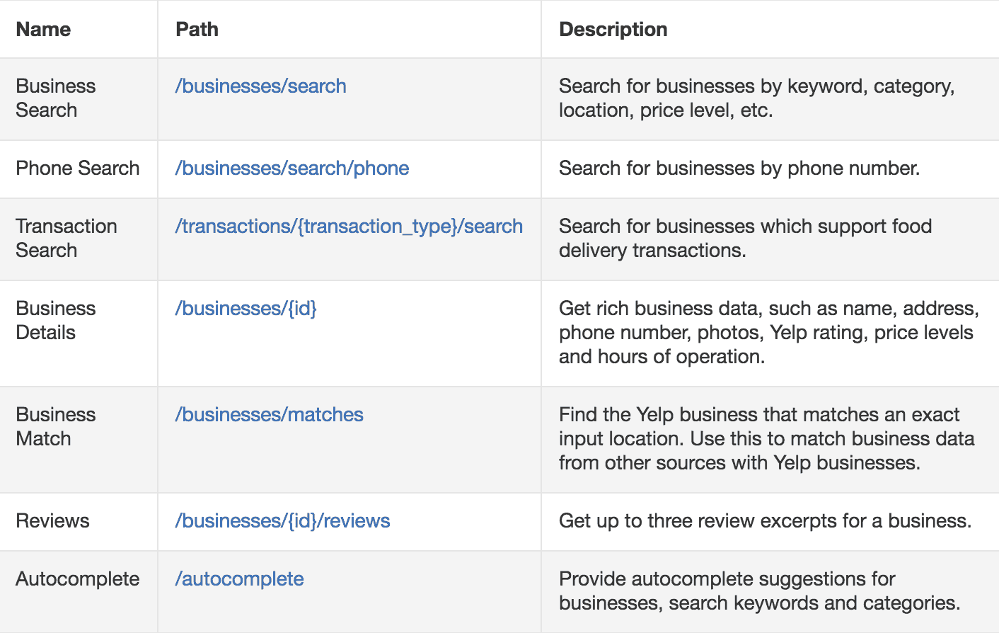 Name Path Description
Business /businesses/search Search for businesses by keyword, category,
Search location, price level, etc.
Phone Search /businesses/search/phone Search for businesses by phone number.
Transaction /transactions/{transaction_type}/search Search for businesses which support food
Search delivery transactions.
Business /businesses/{id} Get rich business data, such as name, address,
Details phone number, photos, Yelp rating, price levels
and hours of operation.
Business /businesses/matches Find the Yelp business that matches an exact
Match input location. Use this to match business data
from other sources with Yelp businesses.
Reviews /businesses/{id}/reviews Get up to three review excerpts for a business.
Autocomplete /autocomplete Provide autocomplete suggestions for
businesses, search keywords and categories.